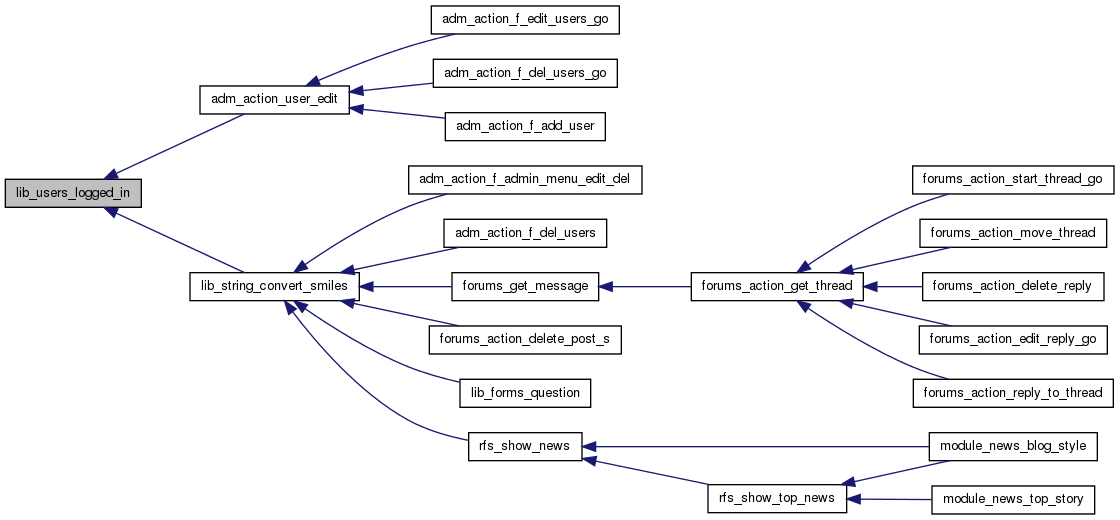 adm_action_f_edit_users_go
adm_action_f_del_users_go
adm_action_user_edit
adm_action_f_add_user
lib_users_logged_in
adm_action_f_admin_menu_edit_del
forums_action_start_thread_go
adm_action_f_del_users
forums_action_move_thread
lib_string_convert_smiles
forums_get_message
forums_action_get_thread
forums_action_delete_reply
forums_action_delete_post_s
forums_action_edit_reply_go
lib_forms_question
forums_action_reply_to_thread
rfs_show_news
module_news_blog_style
rfs_show_top_news
module_news_top_story